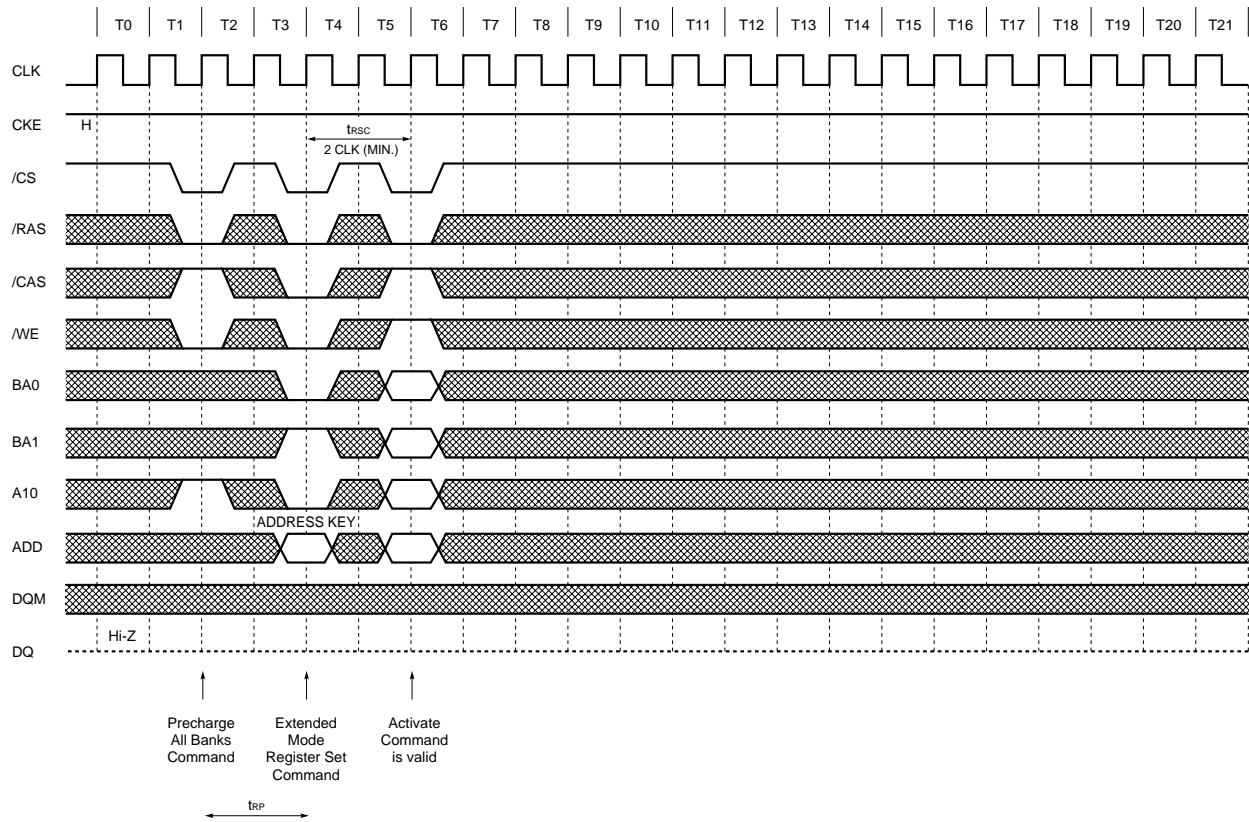 T0 T1 T2 T3 T4 T5 T6 T7 T8 T9 T10 T11 T12 T13 T14 T15 T16 T17 T18 T19 T20 T21
CLK
CKE H
tRSC
2 CLK (MIN.)
/CS
/RAS
/CAS
/WE
BA0
BA1
A10
ADDRESS KEY
ADD
DQM
Hi-Z
DQ
Precharge
All Banks
Command
Extended
Mode
Register Set
Command
Activate
Command
is valid
tRP